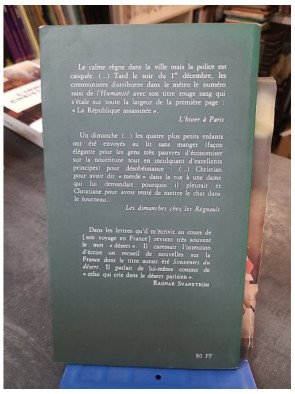 Le calme règne dans la ville mais la police est
casquée. (...) Tard le soir du 1er décembre, les
communistes distribuent dans le métro le numéro
saisi de l'Humanité avec son titre rouge sang qui
s'étale sur toute la largeur de la première page :
« La République assassinée ».
L'hiver à Paris
Un dimanche (...) les quatre plus petits enfants
ont été envoyés au lit sans manger (façon
élégante pour les gens très pauvres d'économiser
sur la nourriture tout en inculquant d'excellents
principes) pour désobéissance : (...) Christian
pour avoir dit « merde » dans la rue à une dame
qui lui demandait pourquoi il pleurait et
Christiane pour avoir tenté de mettre le chat dans
le fourneau.
Les dimanches chez les Régnault
Dans les lettres qu'il m'écrivit au cours de
[son voyage en France] revient très souvent
le mot « désert ». Il caressait l'intention
d'écrire un recueil de nouvelles sur la
France dont le titre aurait été Souvenirs du
désert. Il parlait de lui-même comme de
« celui qui crie dans le désert parisien ».
RAGNAR SVANSTRÖM
80 FF